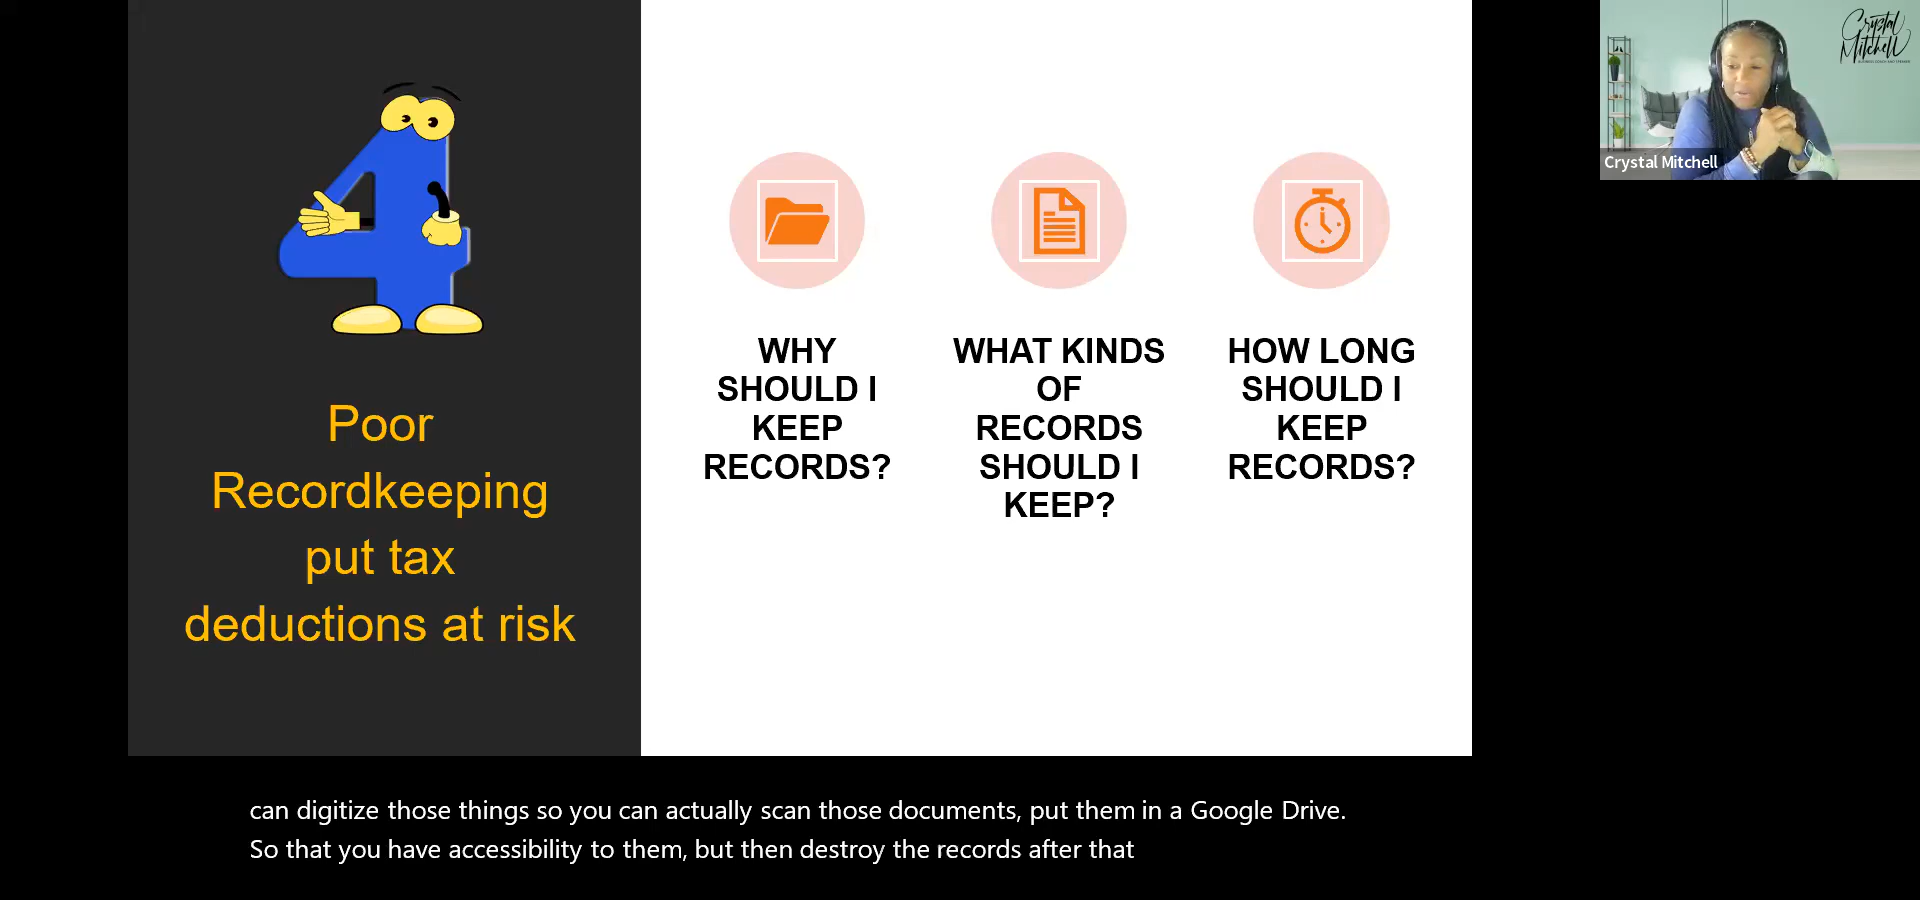 Poor
Recordkeeping
put tax
deductions at risk
WHY
SHOULD I
KEEP
RECORDS?
WHAT KINDS
OF
RECORDS
SHOULD I
KEEP?
HOW LONG
SHOULD I
KEEP
RECORDS?
Crystal
Mitchell
Crystal Mitchell
can digitize those things so you can actually scan those documents, put them in a Google Drive.
So that you have accessibility to them, but then destroy the records after that